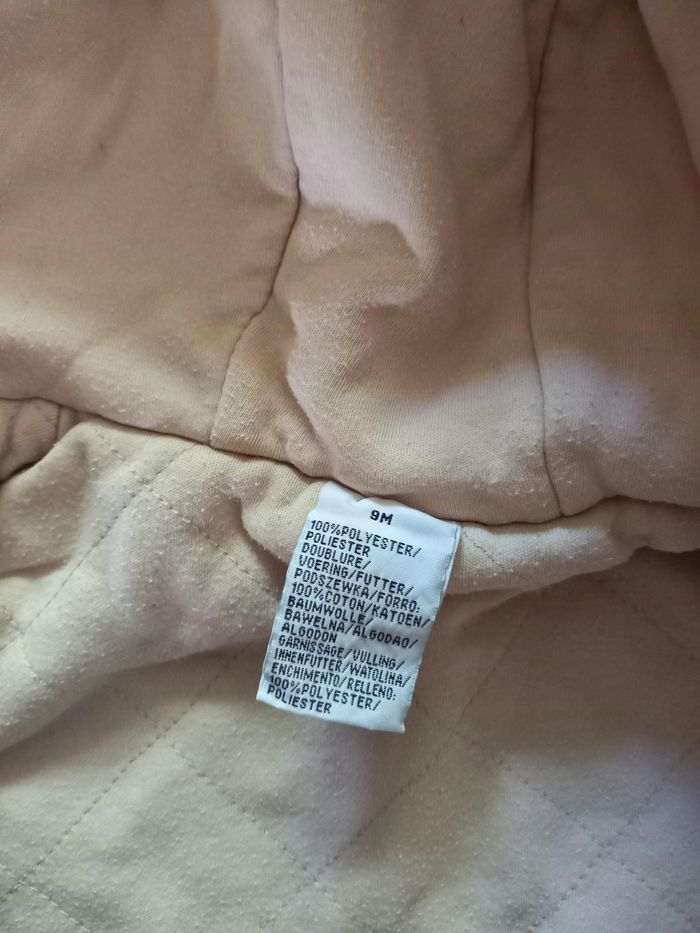 9M
100%POLYESTER/
POLIESTER
DOUBLURE/
VOERING/FUTTER/
PODSZEWKA/FORRO:
100%COTON/KATOEN/
BAUMWOLLE/
BAWELNA/ALGODAO/
ALGODON
GARNISSAGE/VULLING/
INNENFUTTER/WATOLINA/
ENCHIMENTO/RELLENO:
100%POLYESTER/
POLIESTER